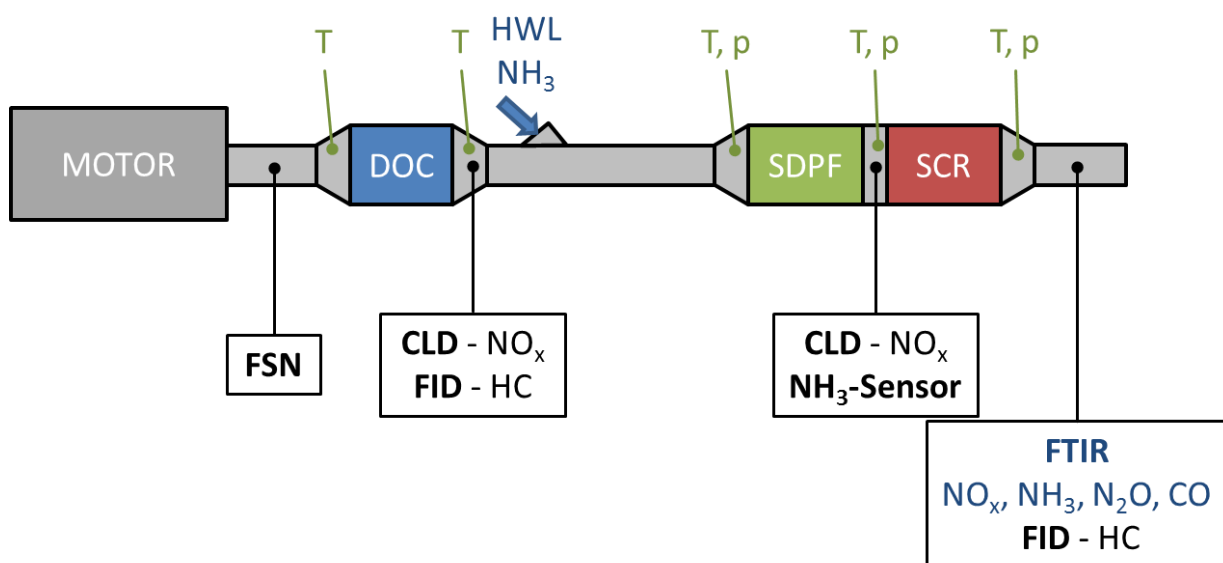 T
T
HWL
NH₃
T, p
T, p
T, p
MOTOR
DOC
SDPF
SCR
FSN
CLD - NOₓ
FID - HC
CLD - NOₓ
NH₃-Sensor
FTIR
NOₓ, NH₃, N₂O, CO
FID - HC